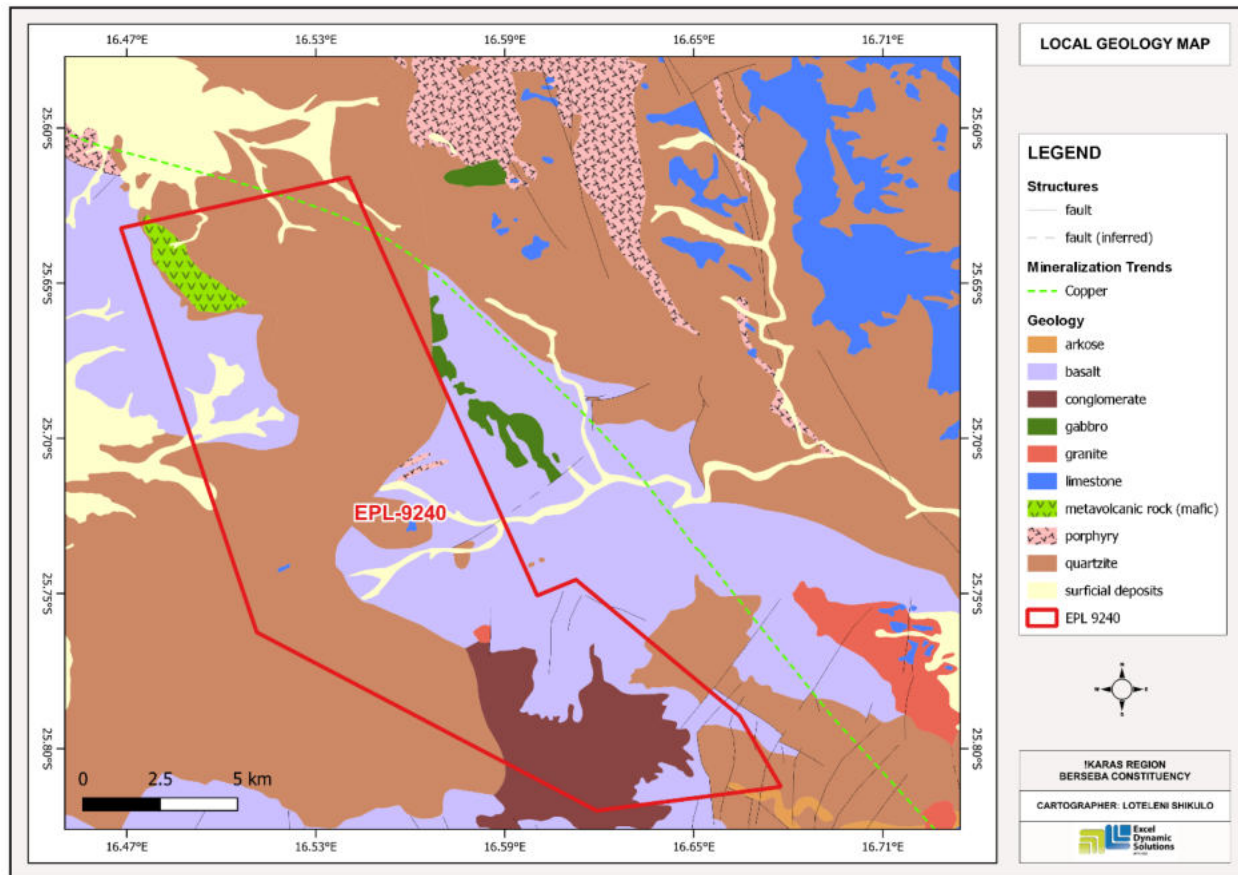 LOCAL GEOLOGY MAP
16.47°E 16.53°E 16.59°E 16.65°E 16.71°E
25.60°S 25.60°S
25.65°S 25.65°S
25.70°S 25.70°S
25.75°S 25.75°S
25.80°S 25.80°S
EPL-9240
0 2.5 5 km
16.47°E 16.53°E 16.59°E 16.65°E 16.71°E
LEGEND
Structures
fault
fault (inferred)
Mineralization Trends
Copper
Geology
arkose
basalt
conglomerate
gabbro
granite
limestone
metavolcanic rock (mafic)
porphyry
quartzite
surficial deposits
EPL 9240
N
W E
S
!KARAS REGION
BERSEBA CONSTITUENCY
CARTOGRAPHER: LOTELENI SHIKULO
Excel
Dynamic
Solutions